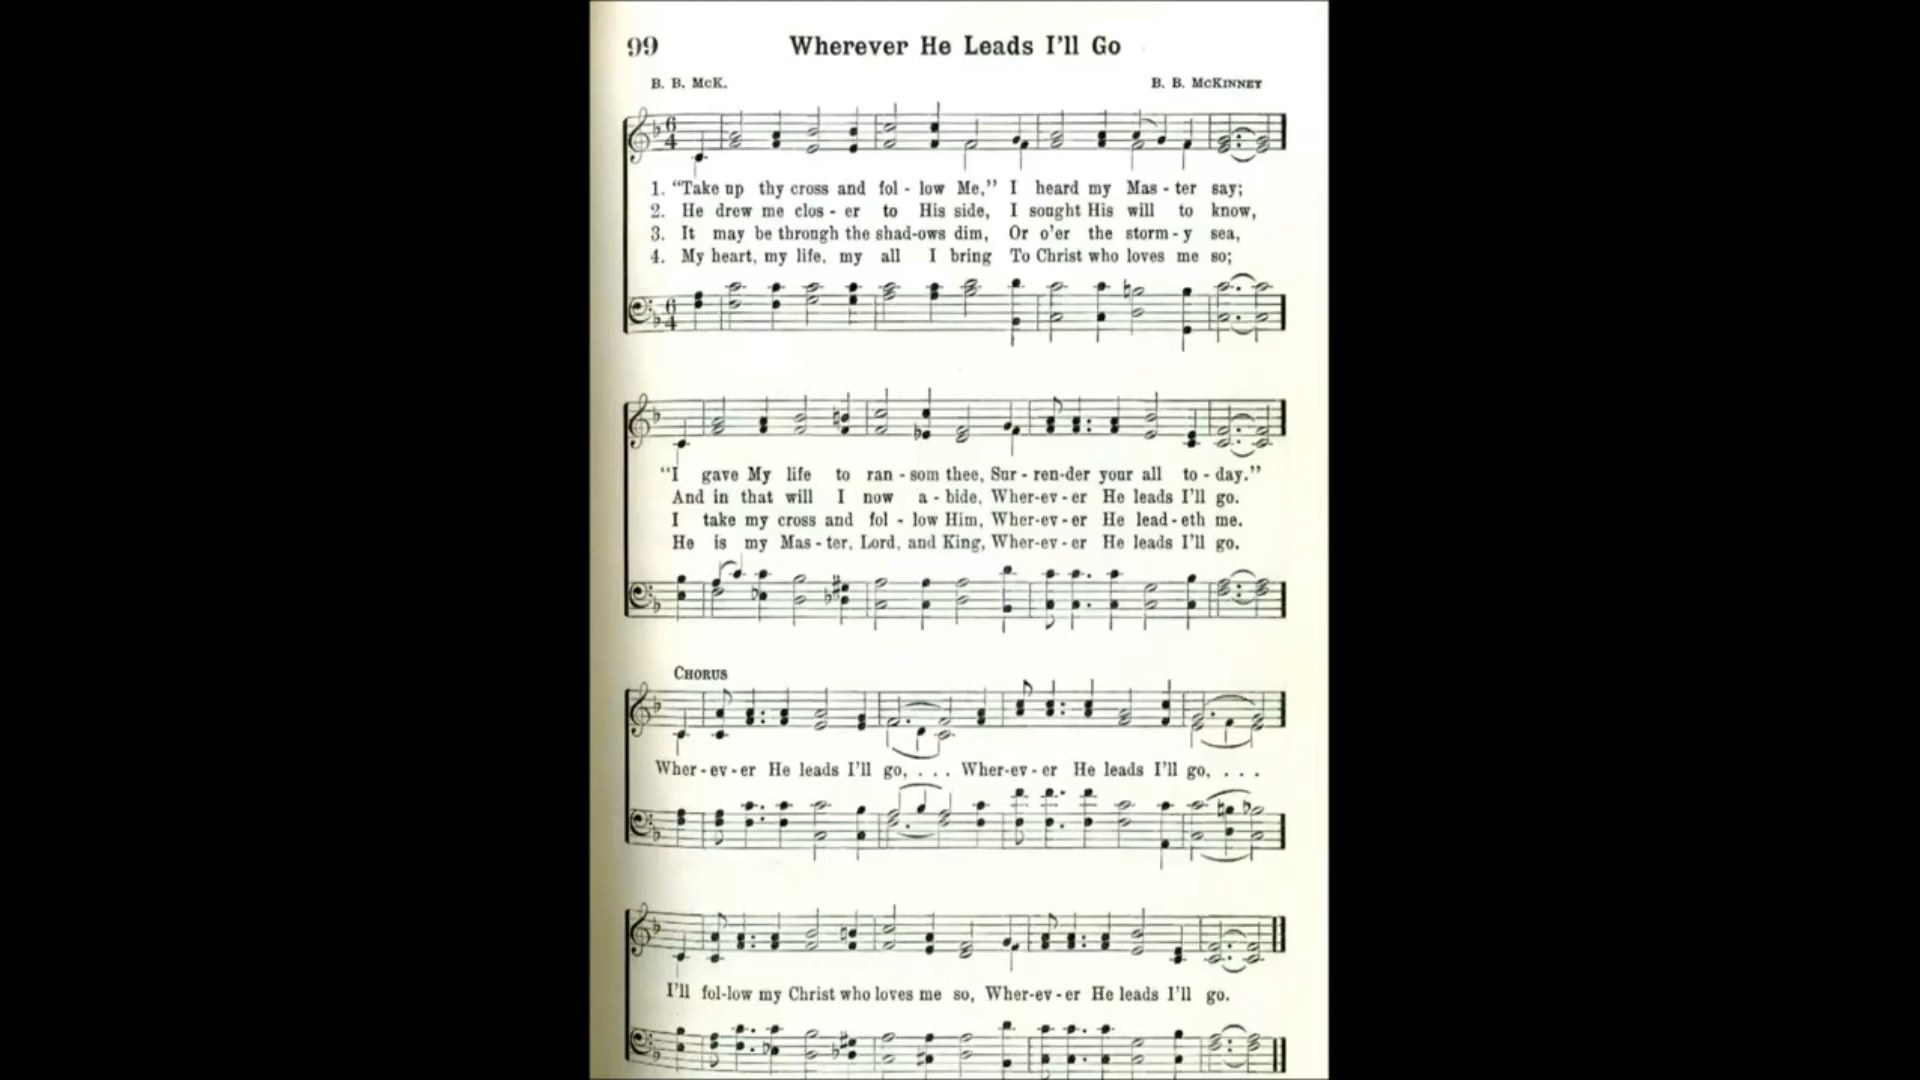 99 Wherever He Leads I'll Go
B. B. McK. B. B. McKinney
6 4
1. “Take up thy cross and fol - low Me,” I heard my Mas - ter say;
2. He drew me clos - er to His side, I sought His will to know,
3. It may be through the shad-ows dim, Or o'er the storm - y sea,
4. My heart, my life, my all I bring To Christ who loves me so;
6 4
“I gave My life to ran - som thee, Sur - ren-der your all to - day.”
And in that will I now a - bide, Wher-ev - er He leads I'll go.
I take my cross and fol - low Him, Wher-ev - er He lead - eth me.
He is my Mas - ter, Lord, and King, Wher-ev - er He leads I'll go.
Chorus
Wher - ev - er He leads I'll go, . . . Wher-ev - er He leads I'll go, . . .
I'll fol-low my Christ who loves me so, Wher-ev - er He leads I'll go.